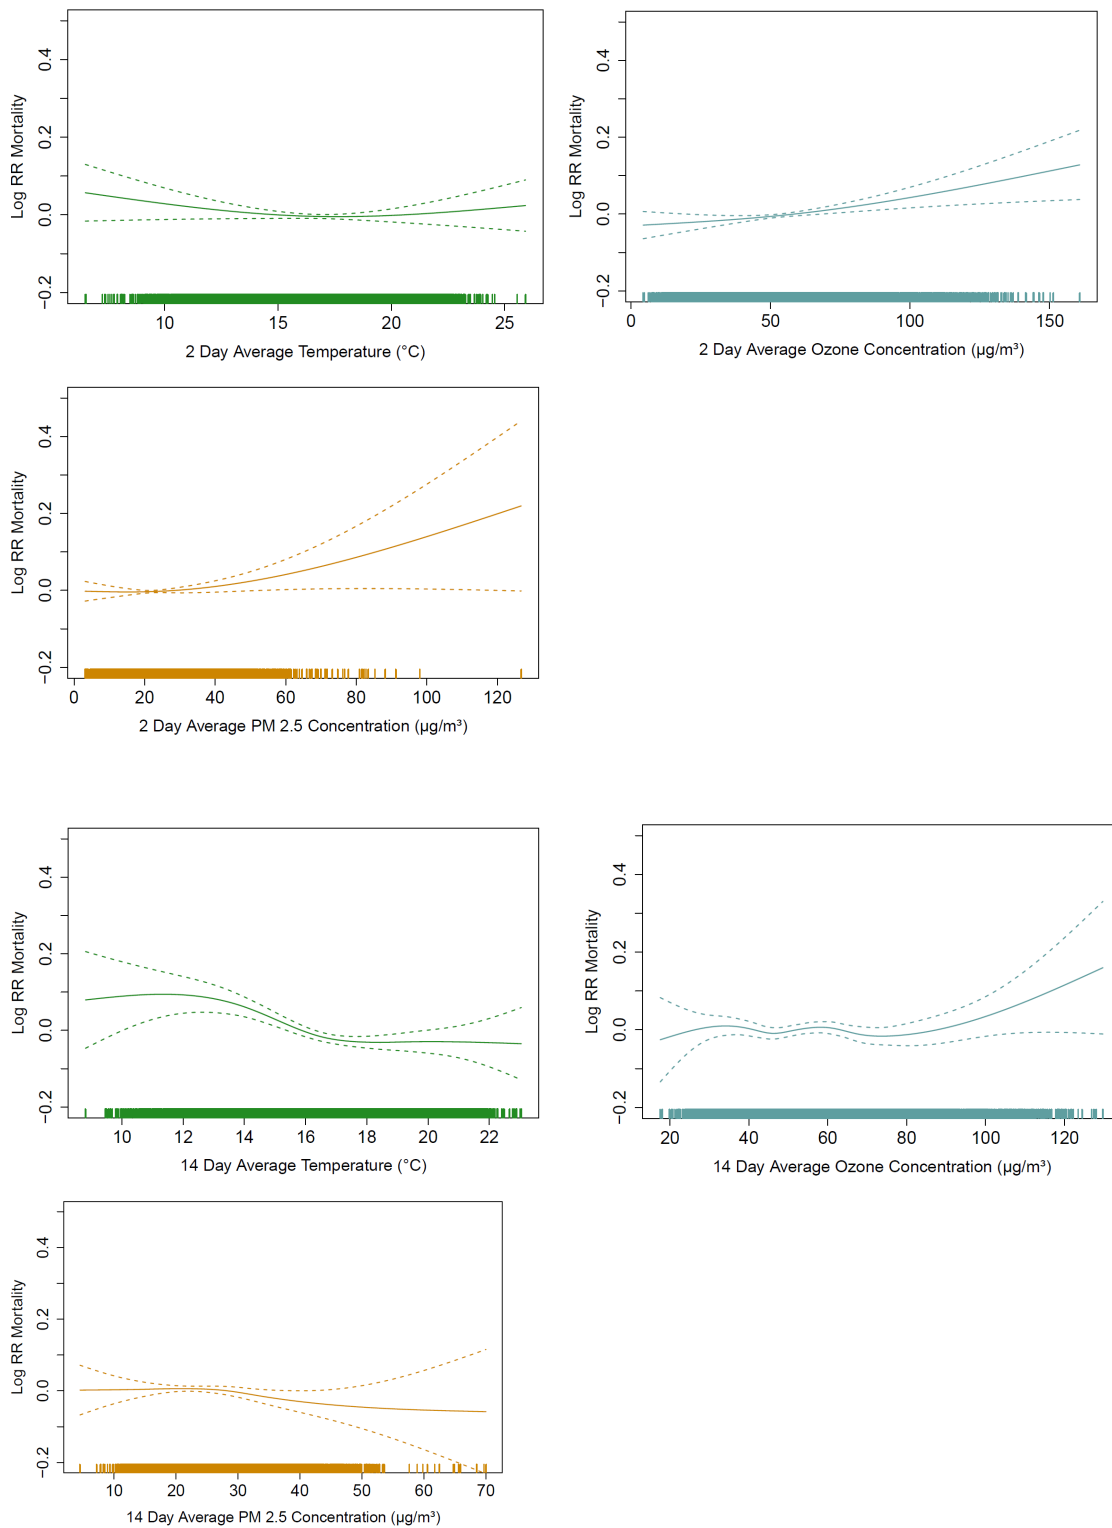 Log RR Mortality
0.4
0.2
0.0
−0.2
10 15 20 25
2 Day Average Temperature (°C)
Log RR Mortality
0.4
0.2
0.0
−0.2
0 50 100 150
2 Day Average Ozone Concentration (µg/m³)
Log RR Mortality
0.4
0.2
0.0
−0.2
0 20 40 60 80 100 120
2 Day Average PM 2.5 Concentration (µg/m³)
Log RR Mortality
0.4
0.2
0.0
−0.2
10 12 14 16 18 20 22
14 Day Average Temperature (°C)
Log RR Mortality
0.4
0.2
0.0
−0.2
20 40 60 80 100 120
14 Day Average Ozone Concentration (µg/m³)
Log RR Mortality
0.4
0.2
0.0
−0.2
10 20 30 40 50 60 70
14 Day Average PM 2.5 Concentration (µg/m³)